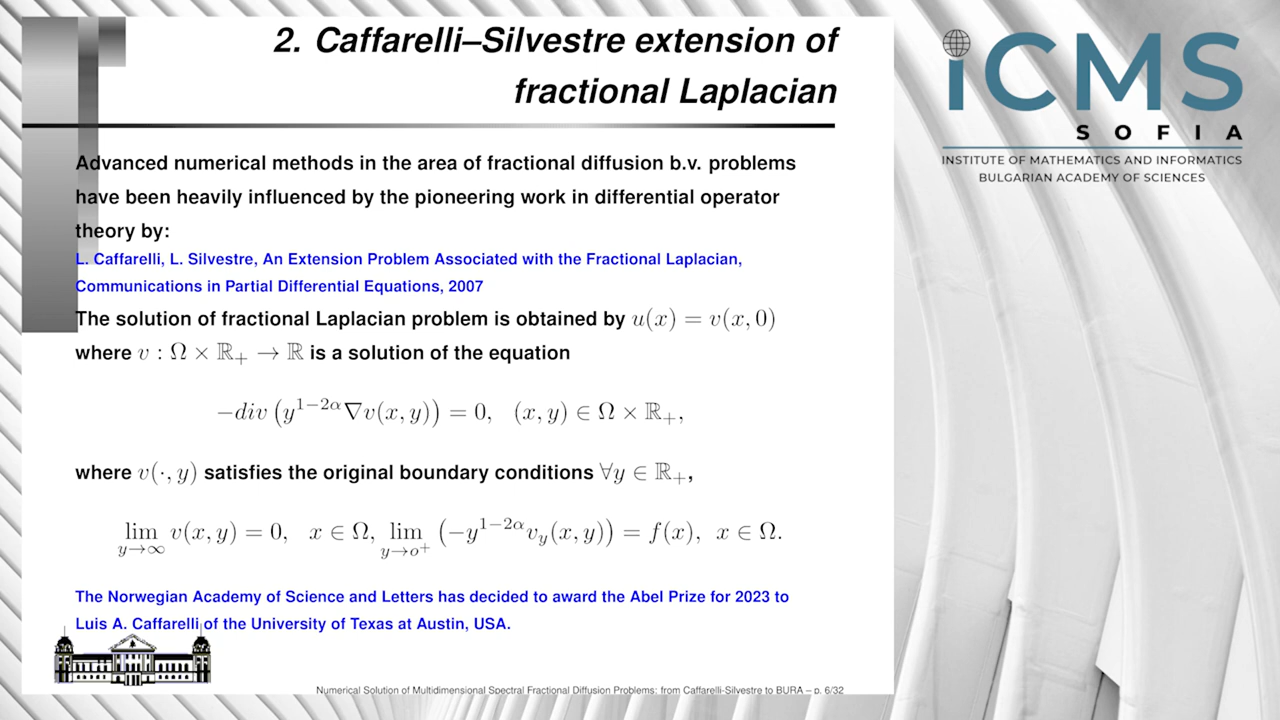 2. Caffarelli–Silvestre extension of
fractional Laplacian
Advanced numerical methods in the area of fractional diffusion b.v. problems
have been heavily influenced by the pioneering work in differential operator
theory by:
L. Caffarelli, L. Silvestre, An Extension Problem Associated with the Fractional Laplacian,
Communications in Partial Differential Equations, 2007
The solution of fractional Laplacian problem is obtained by u(x) = v(x, 0)
where v : Ω × ℝ₊ → ℝ is a solution of the equation
−div (y^{1−2α}∇v(x, y)) = 0, (x, y) ∈ Ω × ℝ₊,
where v(·, y) satisfies the original boundary conditions ∀y ∈ ℝ₊,
lim_{y→∞} v(x, y) = 0, x ∈ Ω, lim_{y→o⁺} (−y^{1−2α}v_y(x, y)) = f(x), x ∈ Ω.
The Norwegian Academy of Science and Letters has decided to award the Abel Prize for 2023 to
Luis A. Caffarelli of the University of Texas at Austin, USA.
Numerical Solution of Multidimensional Spectral Fractional Diffusion Problems: from Caffarelli-Silvestre to BURA – p. 6/32
iCMS
SOFIA
INSTITUTE OF MATHEMATICS AND INFORMATICS
BULGARIAN ACADEMY OF SCIENCES